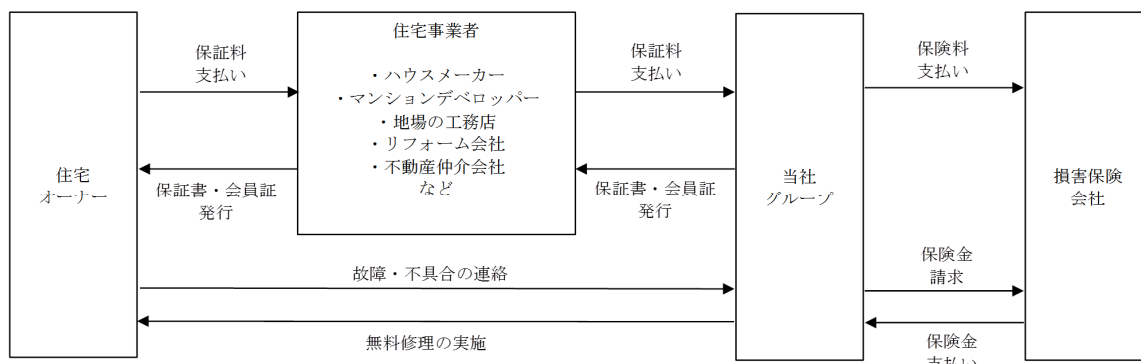 住宅事業者
・ハウスメーカー
・マンションデベロッパー
・地場の工務店
・リフォーム会社
・不動産仲介会社
など
保証料
支払い
保証料
支払い
保険料
支払い
住宅
オーナー
保証書・会員証
発行
保証書・会員証
発行
当社
グループ
損害保険
会社
故障・不具合の連絡
保険金
請求
無料修理の実施
保険金
支払い